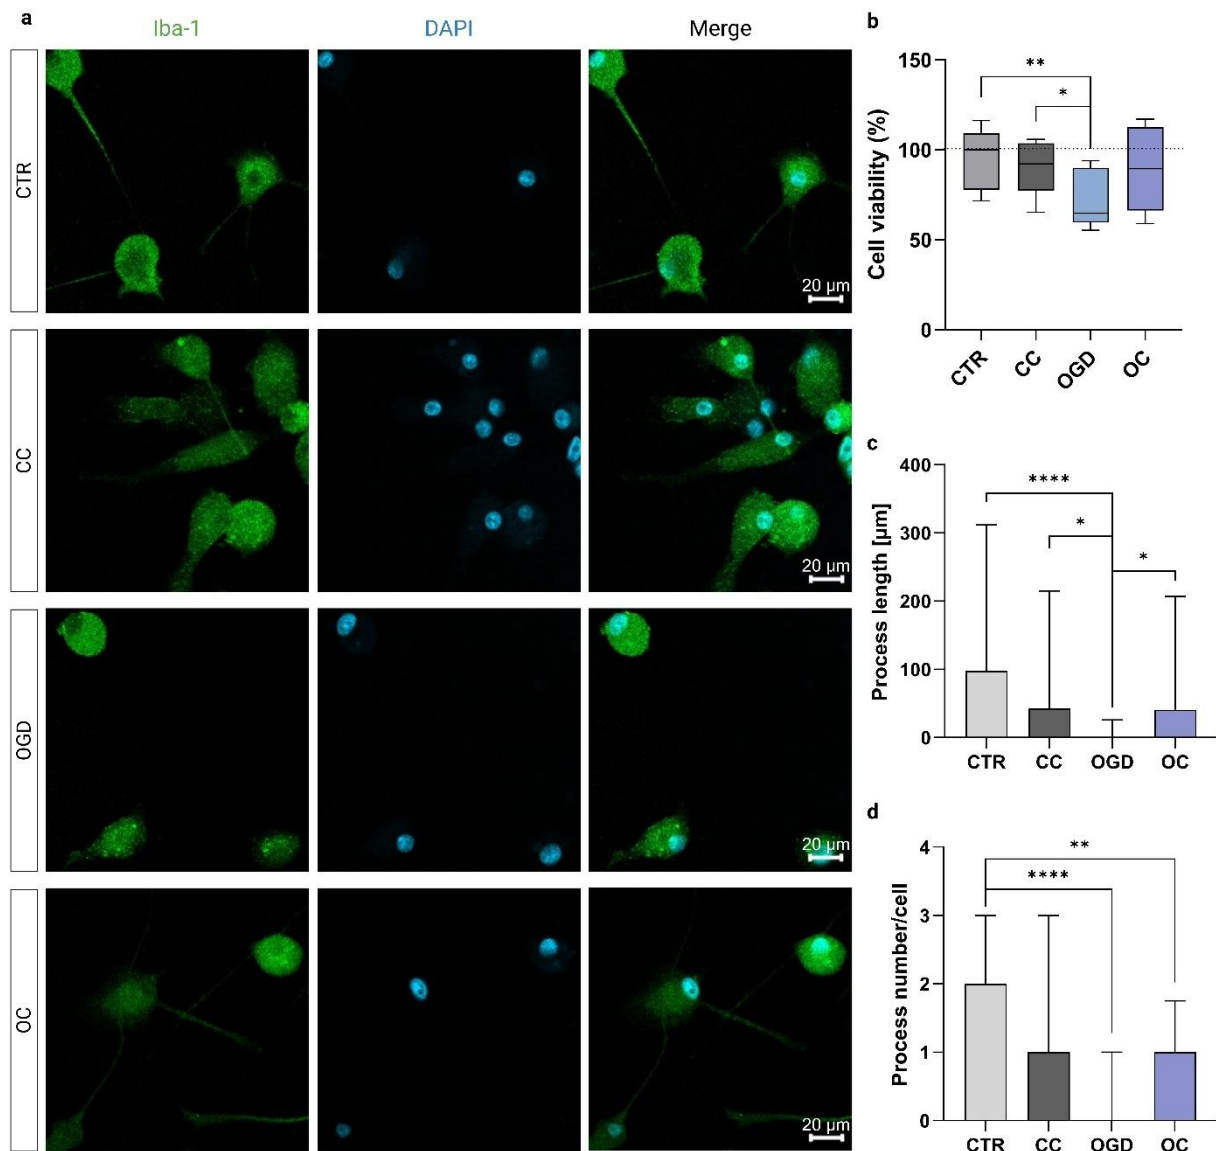 a
Iba-1 DAPI Merge
CTR
20 µm
CC
20 µm
OGD
20 µm
OC
20 µm
b
Cell viability (%)
150
**
*
100
50
0
CTR CC OGD OC
c
Process length [µm]
400
****
300
*
*
200
100
0
CTR CC OGD OC
d
Process number/cell
4
**
****
3
2
1
0
CTR CC OGD OC